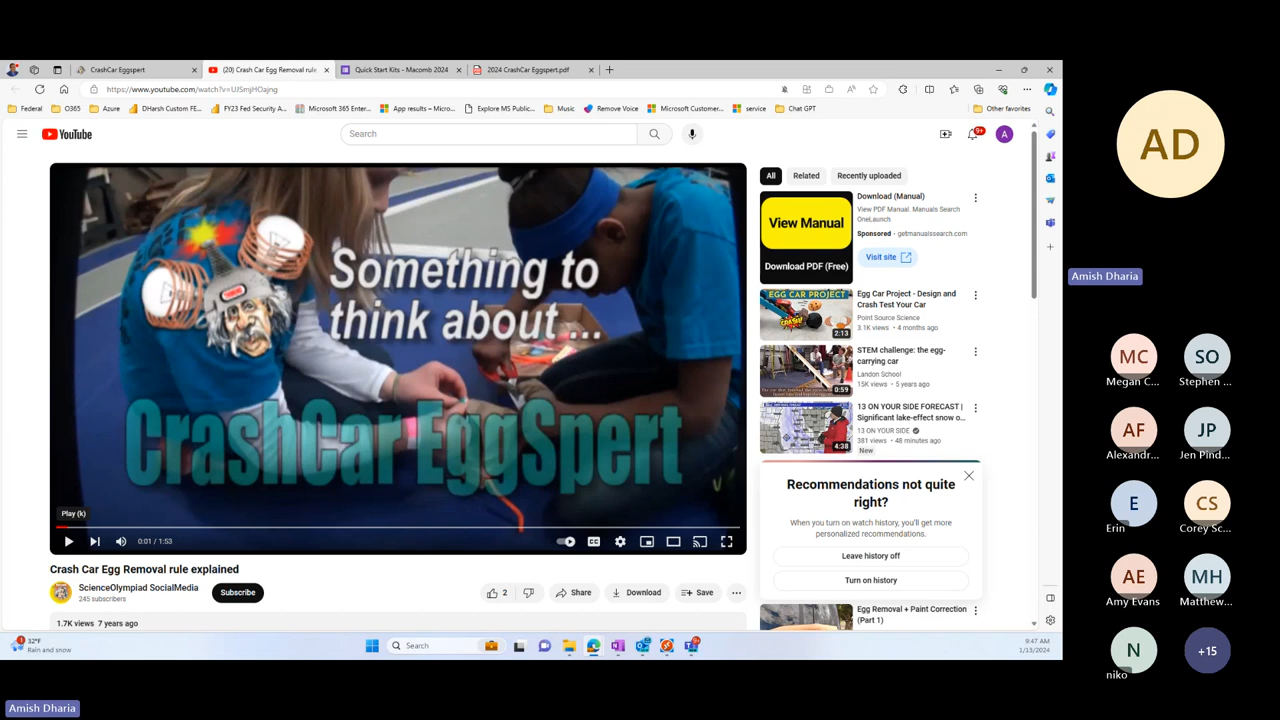 CrashCar Eggspert
(20) Crash Car Egg Removal rule
Quick Start Kits - Macomb 2024
2024 CrashCar Eggspert.pdf
https://www.youtube.com/watch?v=UJSmjHOajng
Federal
O365
Azure
DHarsh Custom FE...
FY23 Fed Security A...
Microsoft 365 Enter...
App results – Micro...
Explore MS Public...
Music
Remove Voice
Microsoft Customer...
service
Chat GPT
Other favorites
YouTube
Search
9+
A
All
Related
Recently uploaded
Something to
think about ...
CrashCar EggSpert
Play (k)
0:01 / 1:53
View Manual
Download PDF (Free)
Download (Manual)
View PDF Manual. Manuals Search
OneLaunch
Sponsored · getmanualssearch.com
Visit site
EGG CAR PROJECT
2:13
Egg Car Project - Design and
Crash Test Your Car
Point Source Science
3.1K views • 4 months ago
0:59
STEM challenge: the egg-
carrying car
Landon School
15K views • 5 years ago
4:38
13 ON YOUR SIDE FORECAST |
Significant lake-effect snow o...
13 ON YOUR SIDE
381 views • 48 minutes ago
New
Recommendations not quite
right?
When you turn on watch history, you'll get more
personalized recommendations.
Leave history off
Turn on history
Egg Removal + Paint Correction
(Part 1)
Crash Car Egg Removal rule explained
ScienceOlympiad SocialMedia
245 subscribers
Subscribe
2
Share
Download
Save
1.7K views 7 years ago
32°F
Rain and snow
Search
9:47 AM
1/13/2024
AD
Amish Dharia
MC
Megan C...
SO
Stephen ...
AF
Alexandr...
JP
Jen Pind...
E
Erin
CS
Corey Sc...
AE
Amy Evans
MH
Matthew...
N
niko
+15
Amish Dharia